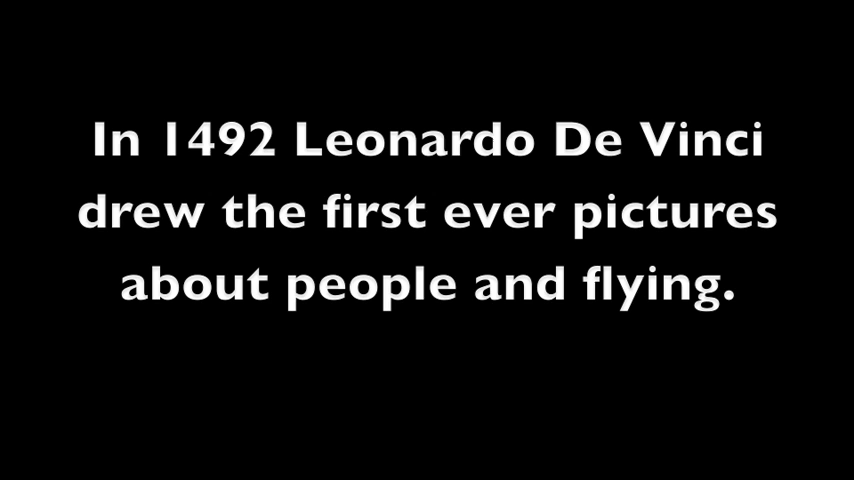 In 1492 Leonardo De Vinci
drew the first ever pictures
about people and flying.